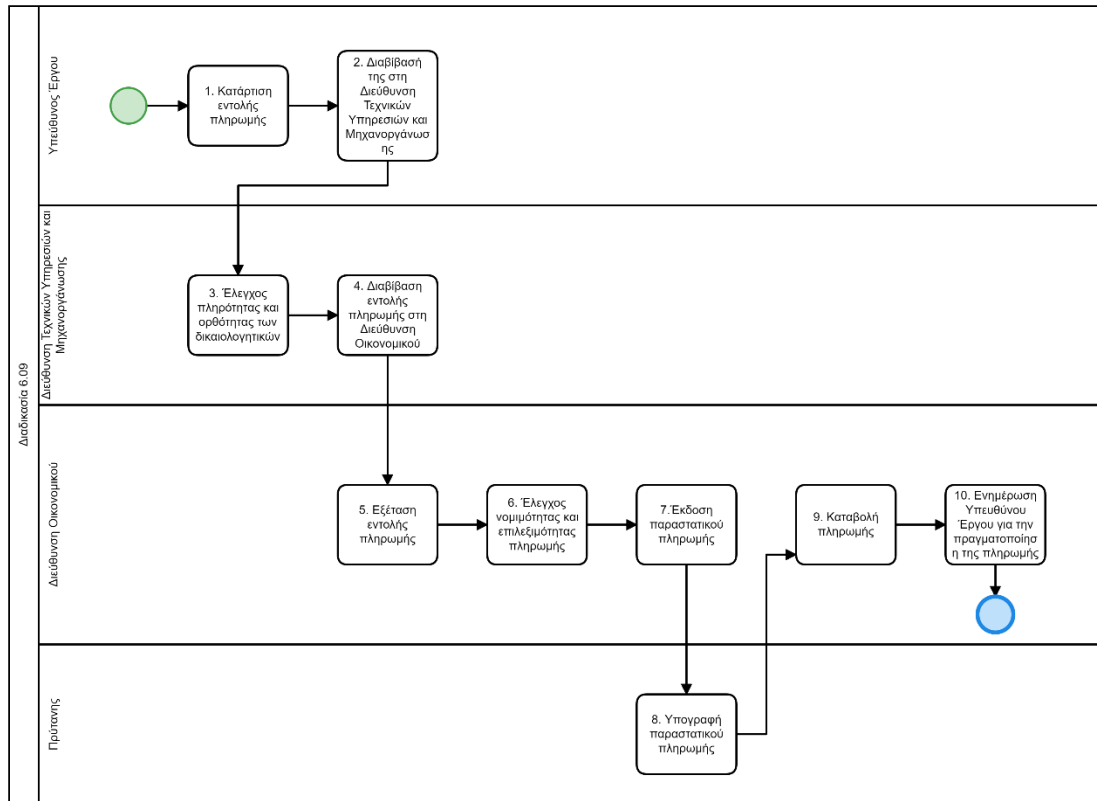 Διαδικασία 6.09
Υπεύθυνος Έργου
1. Κατάρτιση
εντολής
πληρωμής
2. Διαβίβασή
της στη
Διεύθυνση
Τεχνικών
Υπηρεσιών και
Μηχανοργάνωσ
ης
Διεύθυνση Τεχνικών Υπηρεσιών και
Μηχανοργάνωσης
3. Έλεγχος
πληρότητας και
ορθότητας των
δικαιολογητικών
4. Διαβίβαση
εντολής
πληρωμής στη
Διεύθυνση
Οικονομικού
Διεύθυνση Οικονομικού
5. Εξέταση
εντολής
πληρωμής
6. Έλεγχος
νομιμότητας και
επιλεξιμότητας
πληρωμής
7.Έκδοση
παραστατικού
πληρωμής
9. Καταβολή
πληρωμής
10. Ενημέρωση
Υπευθύνου
Έργου για την
πραγματοποίησ
η της πληρωμής
Πρύτανης
8. Υπογραφή
παραστατικού
πληρωμής